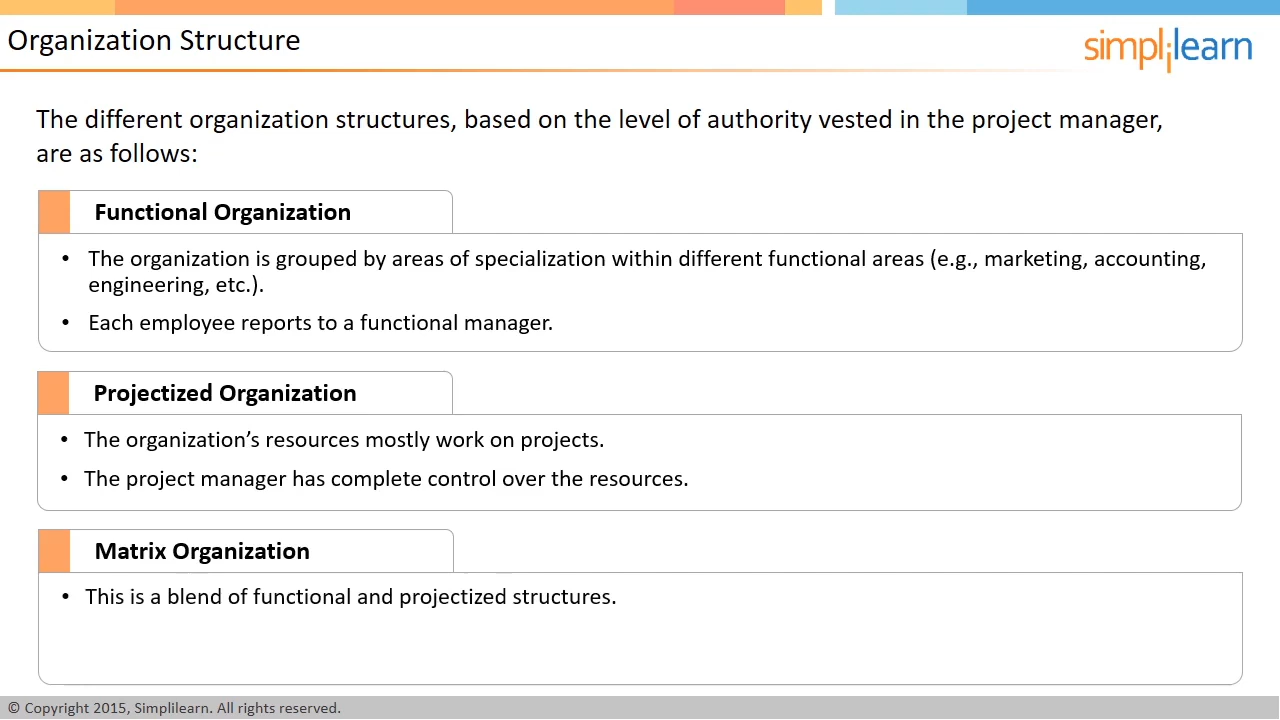 Organization Structure
simplilearn
The different organization structures, based on the level of authority vested in the project manager,
are as follows:
Functional Organization
• The organization is grouped by areas of specialization within different functional areas (e.g., marketing, accounting,
engineering, etc.).
• Each employee reports to a functional manager.
Projectized Organization
• The organization’s resources mostly work on projects.
• The project manager has complete control over the resources.
Matrix Organization
• This is a blend of functional and projectized structures.
© Copyright 2015, Simplilearn. All rights reserved.